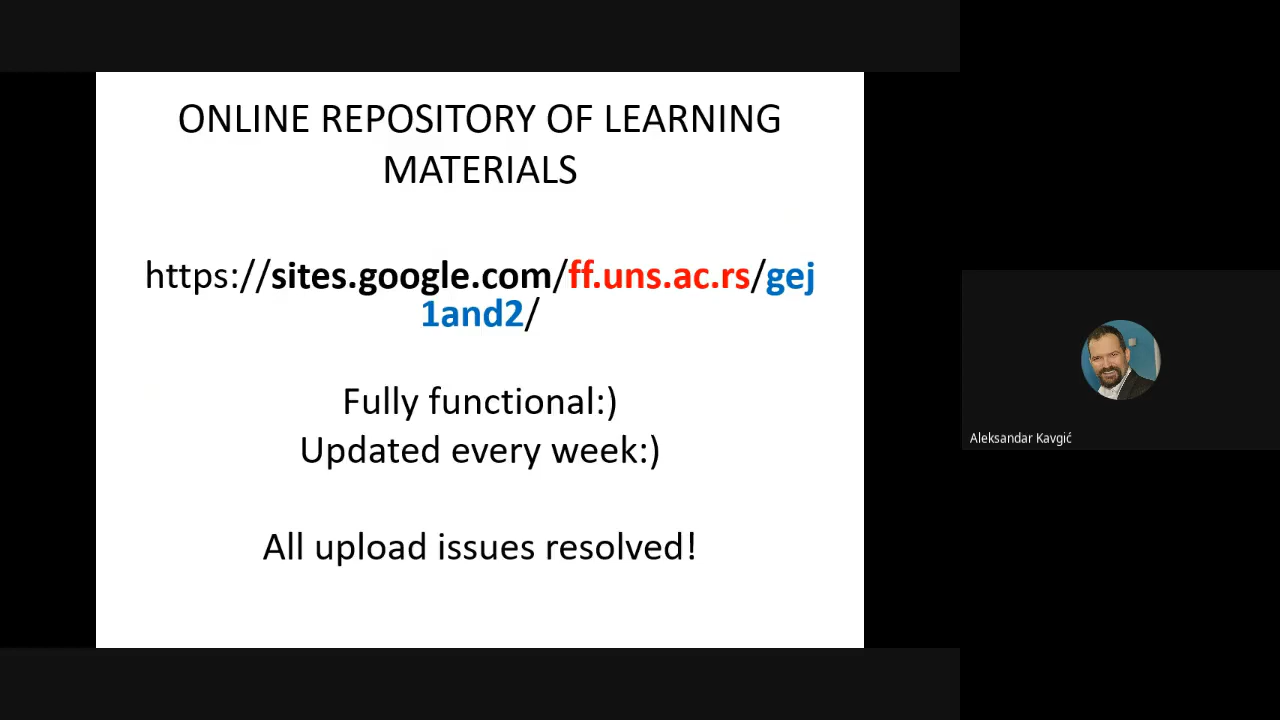 ONLINE REPOSITORY OF LEARNING
MATERIALS
https://sites.google.com/ff.uns.ac.rs/gej
1and2/
Fully functional:)
Updated every week:)
All upload issues resolved!
Aleksandar Kavgić